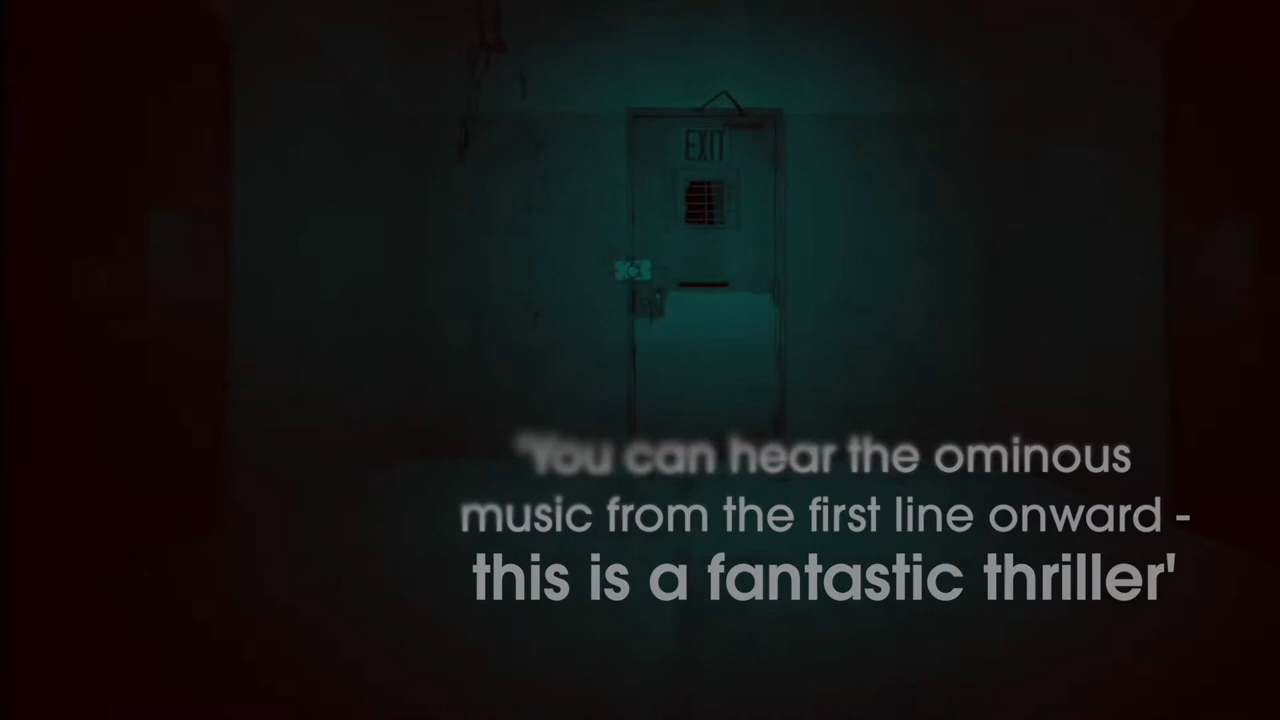 EXIT
'You can hear the ominous
music from the first line onward -
this is a fantastic thriller'